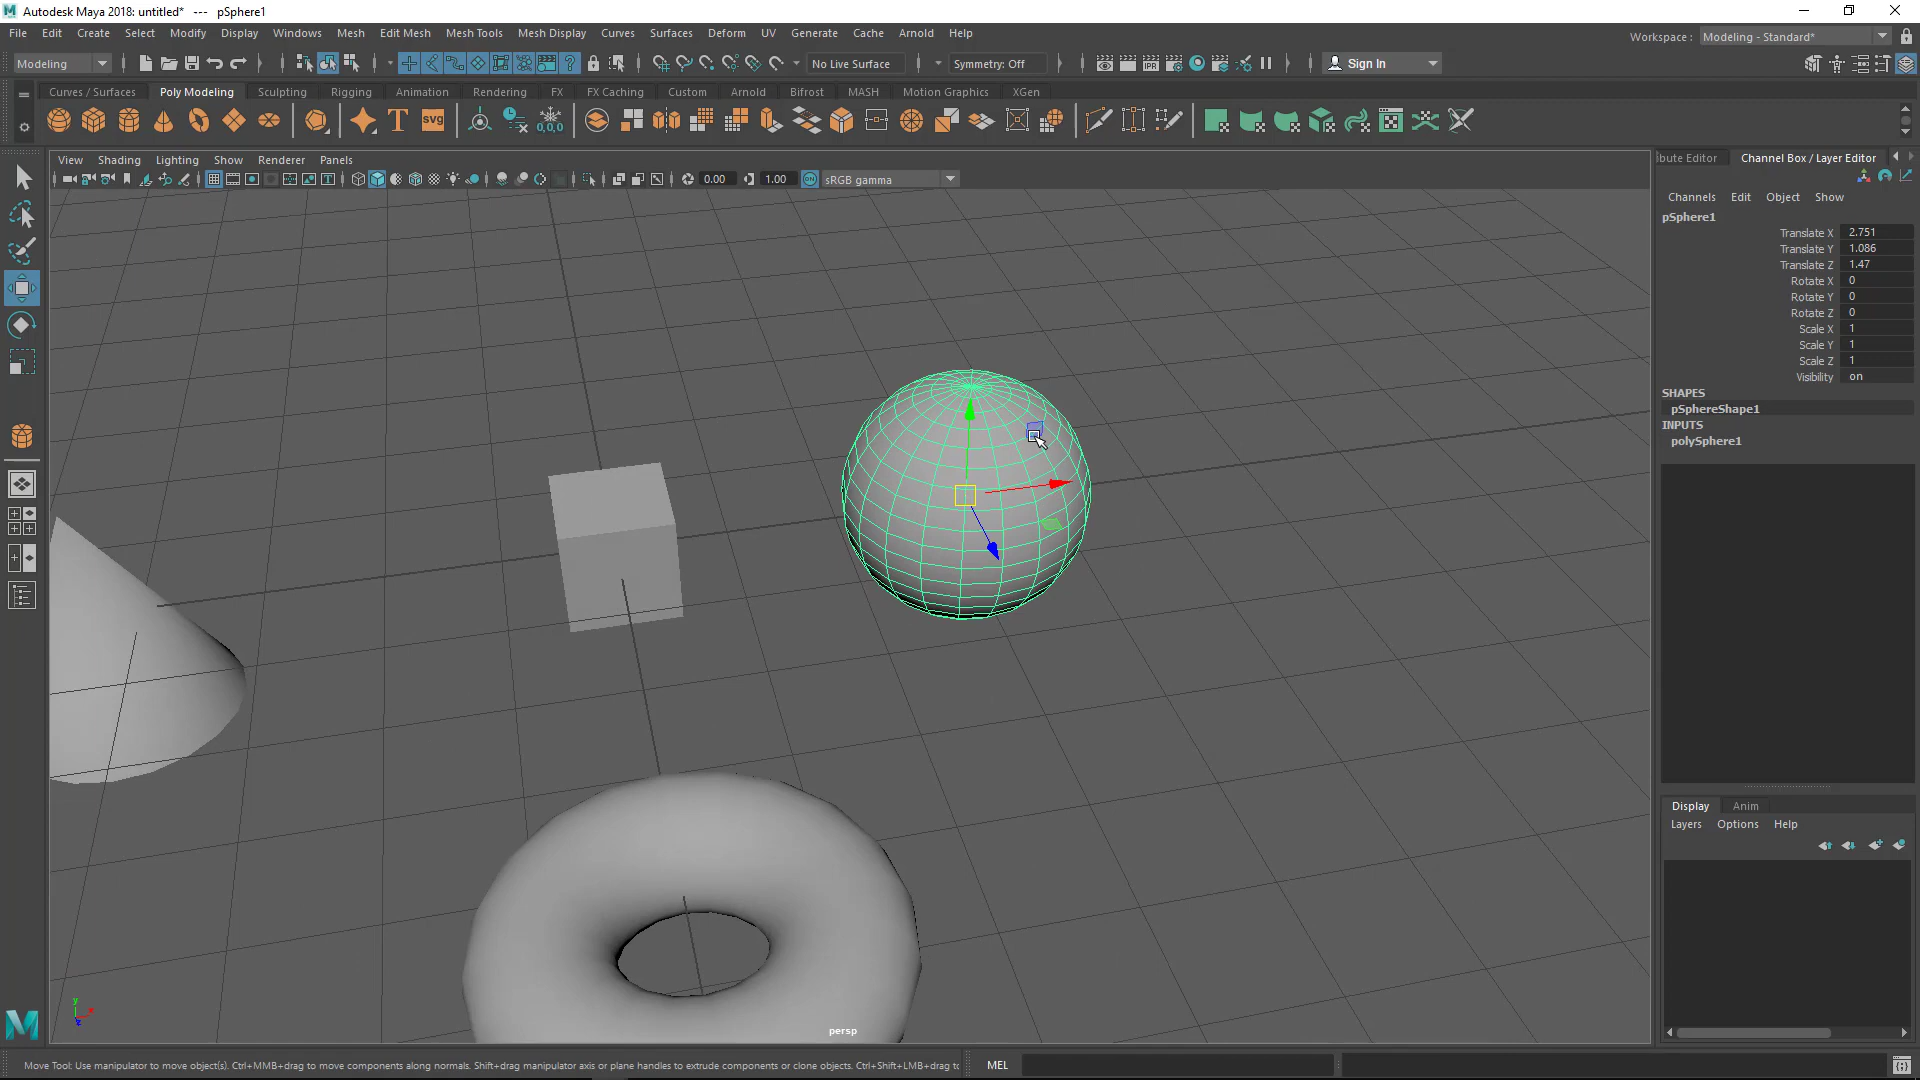 Autodesk Maya 2018: untitled* --- pSphere1
File Edit Create Select Modify Display Windows Mesh Edit Mesh Mesh Tools Mesh Display Curves Surfaces Deform UV Generate Cache Arnold Help
Workspace : Modeling - Standard*
Modeling No Live Surface Symmetry: Off Sign In
Curves / Surfaces Poly Modeling Sculpting Rigging Animation Rendering FX FX Caching Custom Arnold Bifrost MASH Motion Graphics XGen
T svg 0,0,0 IPR
View Shading Lighting Show Renderer Panels
0.00 1.00 ON sRGB gamma
bute Editor Channel Box / Layer Editor
Channels Edit Object Show
pSphere1
Translate X 2.751
Translate Y 1.086
Translate Z 1.47
Rotate X 0
Rotate Y 0
Rotate Z 0
Scale X 1
Scale Y 1
Scale Z 1
Visibility on
SHAPES
pSphereShape1
INPUTS
polySphere1
Display Anim
Layers Options Help
y
x
z
persp
M
Move Tool: Use manipulator to move object(s). Ctrl+MMB+drag to move components along normals. Shift+drag manipulator axis or plane handles to extrude components or clone objects. Ctrl+Shift+LMB+drag to
MEL